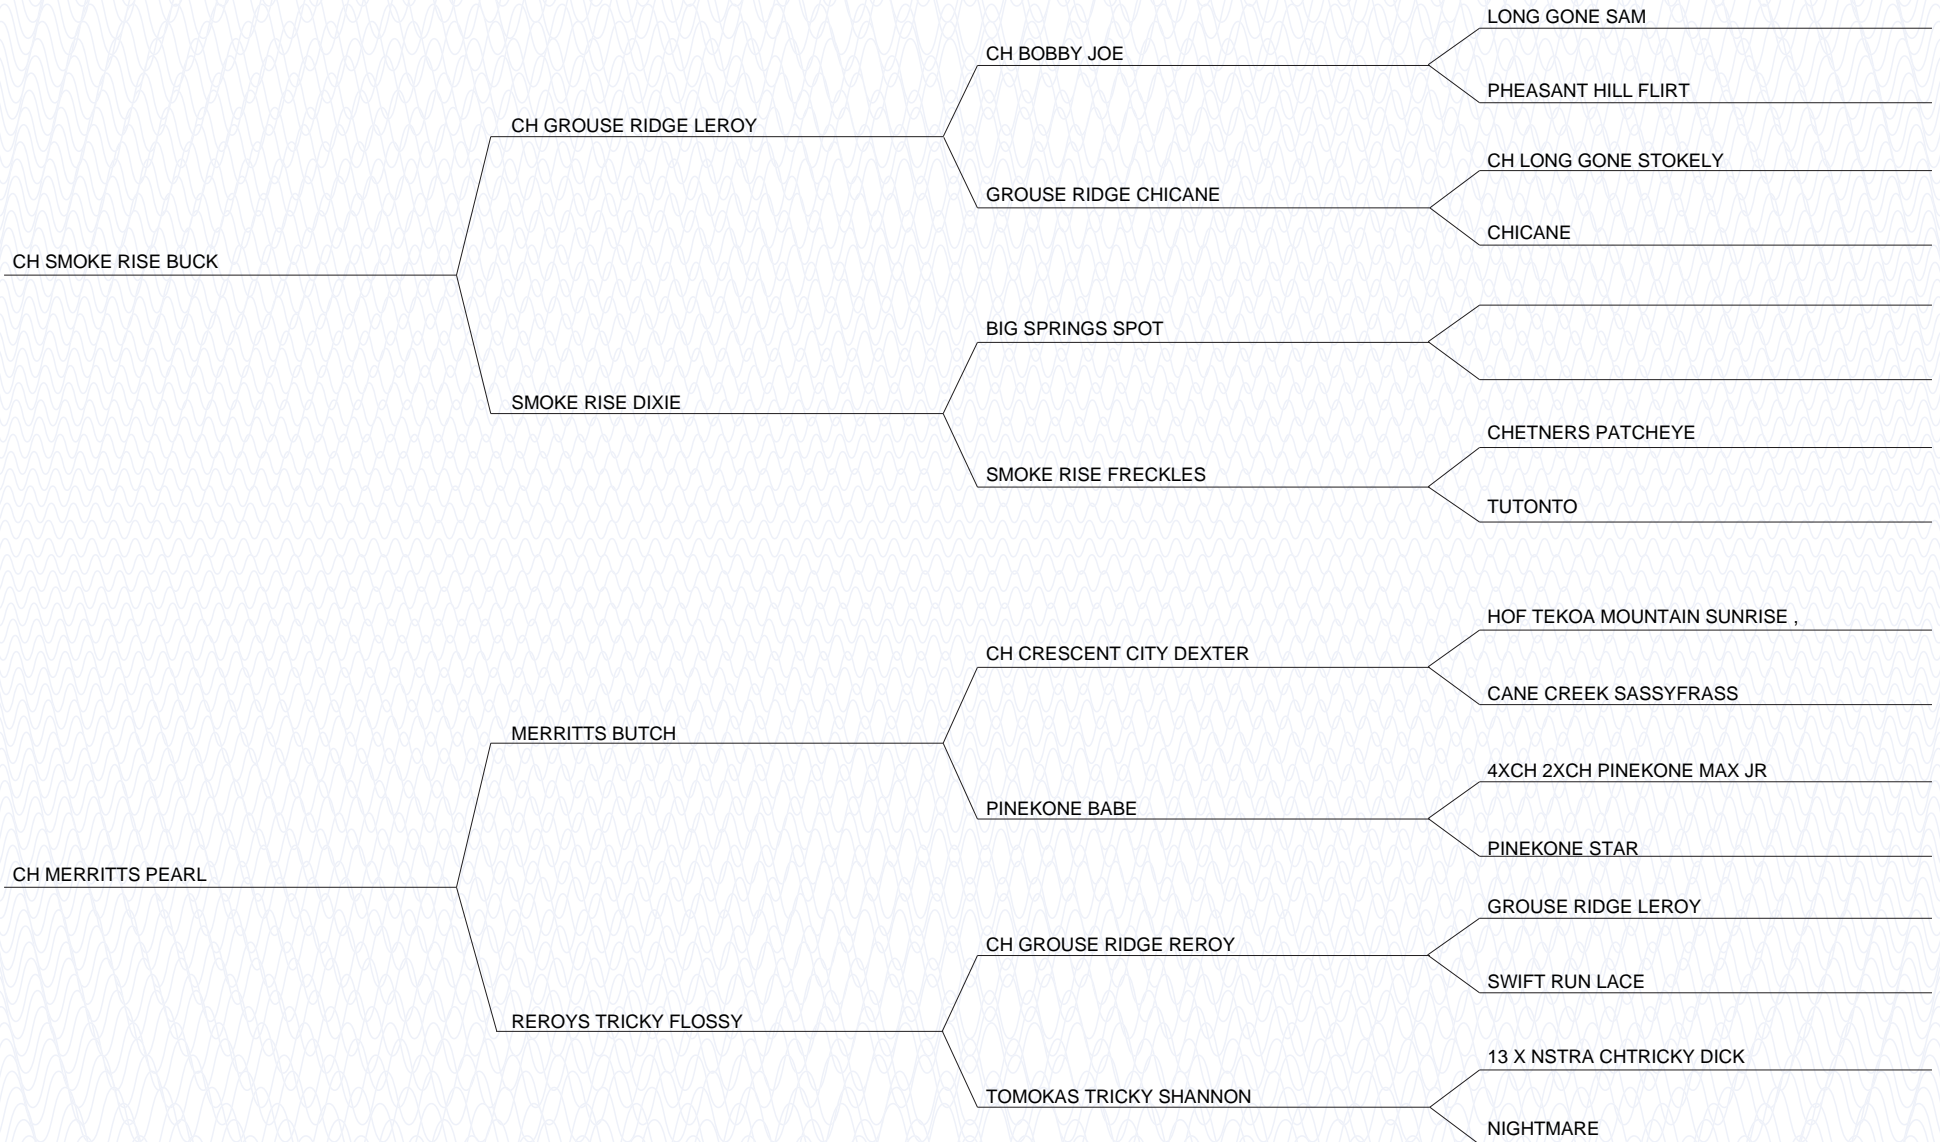 LONG GONE SAM
CH BOBBY JOE
PHEASANT HILL FLIRT
CH GROUSE RIDGE LEROY
CH LONG GONE STOKELY
GROUSE RIDGE CHICANE
CHICANE
CH SMOKE RISE BUCK
BIG SPRINGS SPOT
SMOKE RISE DIXIE
CHETNERS PATCHEYE
SMOKE RISE FRECKLES
TUTONTO
HOF TEKOA MOUNTAIN SUNRISE ,
CH CRESCENT CITY DEXTER
CANE CREEK SASSYFRASS
MERRITTS BUTCH
4XCH 2XCH PINEKONE MAX JR
PINEKONE BABE
PINEKONE STAR
CH MERRITTS PEARL
GROUSE RIDGE LEROY
CH GROUSE RIDGE REROY
SWIFT RUN LACE
REROYS TRICKY FLOSSY
13 X NSTRA CHTRICKY DICK
TOMOKAS TRICKY SHANNON
NIGHTMARE